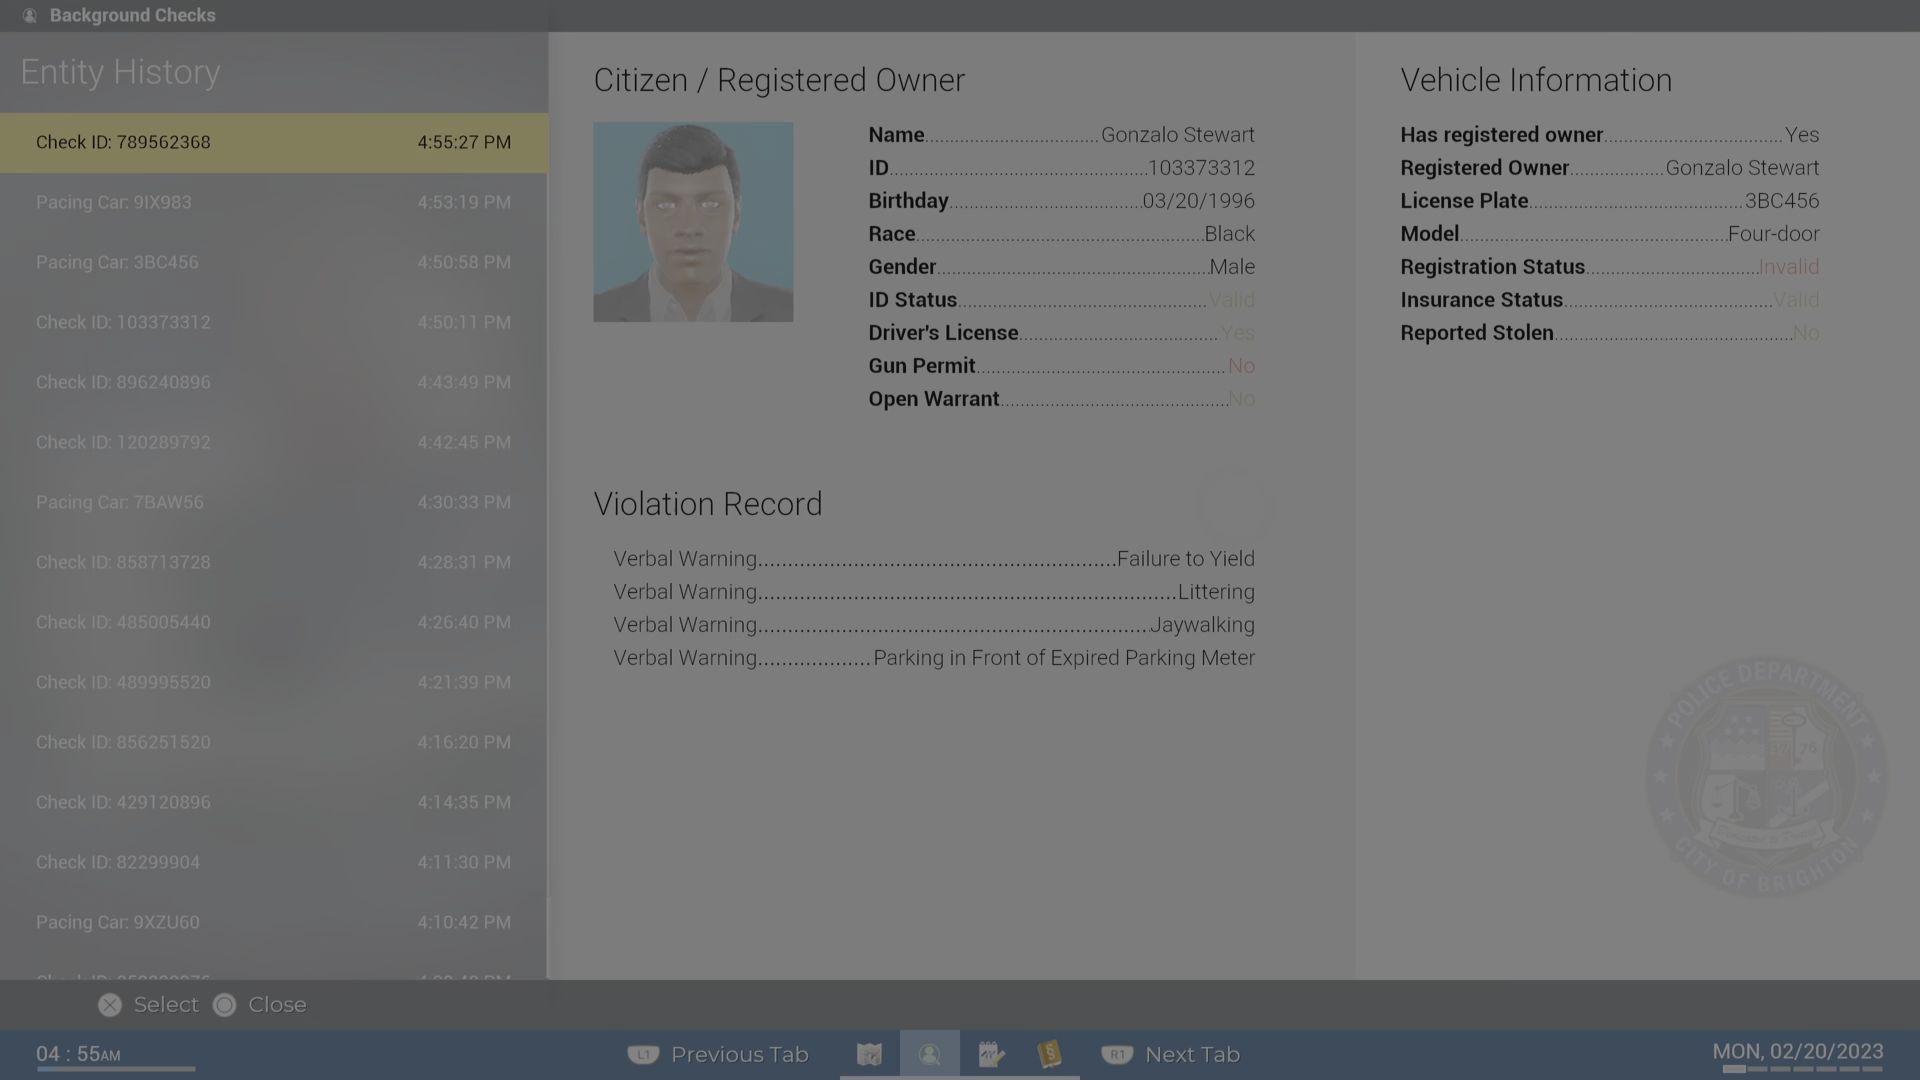 Background Checks
Entity History
Check ID: 789562368 4:55:27 PM
Pacing Car: 9IX983 4:53:19 PM
Pacing Car: 3BC456 4:50:58 PM
Check ID: 103373312 4:50:11 PM
Check ID: 896240896 4:43:49 PM
Check ID: 120289792 4:42:45 PM
Pacing Car: 7BAW56 4:30:33 PM
Check ID: 858713728 4:28:31 PM
Check ID: 485005440 4:26:40 PM
Check ID: 489995520 4:21:39 PM
Check ID: 856251520 4:16:20 PM
Check ID: 429120896 4:14:35 PM
Check ID: 82299904 4:11:30 PM
Pacing Car: 9XZU60 4:10:42 PM
Citizen / Registered Owner
Name Gonzalo Stewart
ID 103373312
Birthday 03/20/1996
Race Black
Gender Male
ID Status Valid
Driver's License Yes
Gun Permit No
Open Warrant No
Violation Record
Verbal Warning Failure to Yield
Verbal Warning Littering
Verbal Warning Jaywalking
Verbal Warning Parking in Front of Expired Parking Meter
Vehicle Information
Has registered owner Yes
Registered Owner Gonzalo Stewart
License Plate 3BC456
Model Four-door
Registration Status Invalid
Insurance Status Valid
Reported Stolen No
POLICE DEPARTMENT
CITY OF BRIGHTON
Select Close
04 : 55AM
L1 Previous Tab
R1 Next Tab
MON, 02/20/2023